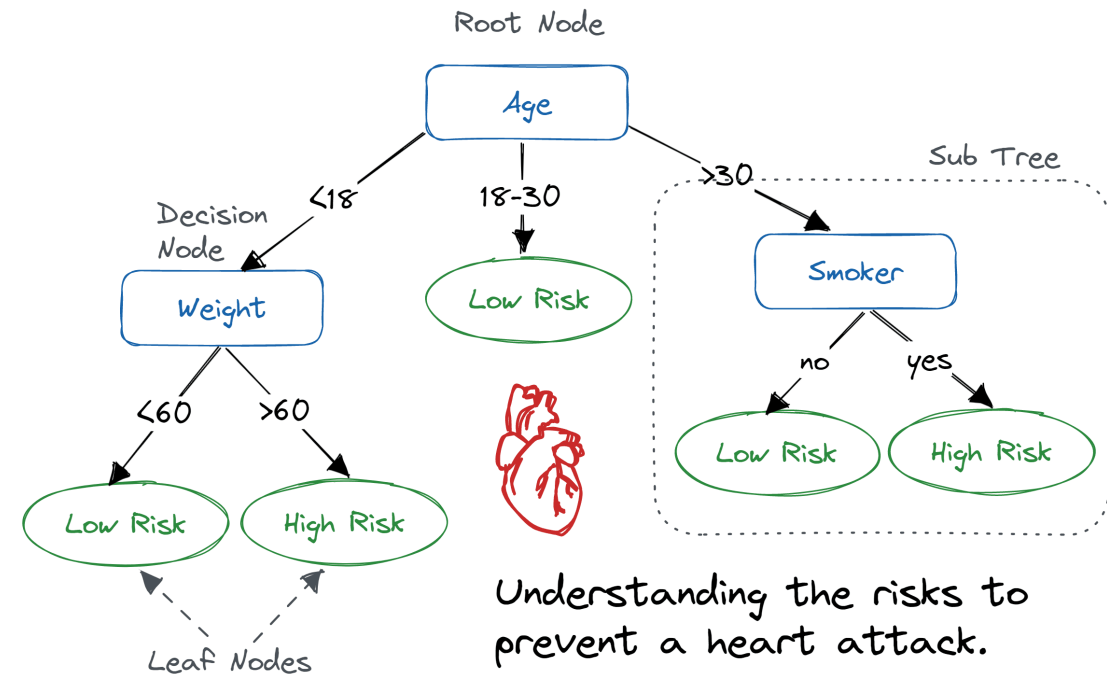 Root Node
Age
Sub Tree
<18
18-30
>30
Decision
Node
Weight
Low Risk
Smoker
<60
>60
no
yes
Low Risk
High Risk
Low Risk
High Risk
Leaf Nodes
Understanding the risks to
prevent a heart attack.